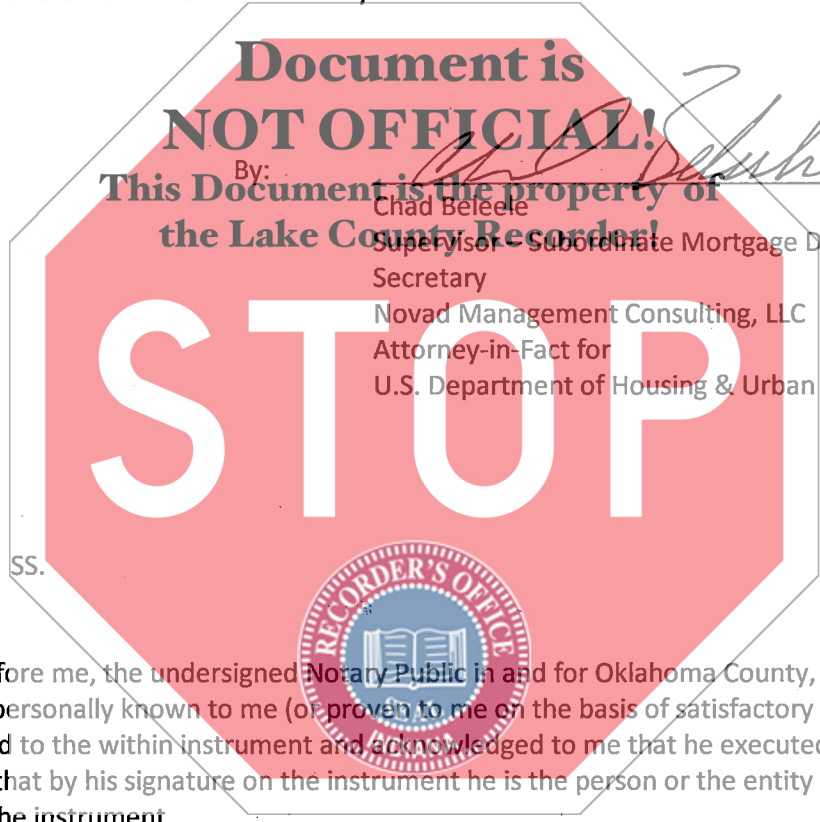 Document is
NOT OFFICIAL!
By:
This Document is the property of
Chad Beleele
the Lake County Recorder!
Supervisor – Subordinate Mortgage D
Secretary
Novad Management Consulting, LLC
Attorney-in-Fact for
U.S. Department of Housing & Urban
STOP
SS.
RECORDER'S OFFICE
fore me, the undersigned Notary Public in and for Oklahoma County,
personally known to me (or proven to me on the basis of satisfactory
d to the within instrument and acknowledged to me that he executed
that by his signature on the instrument he is the person or the entity
he instrument